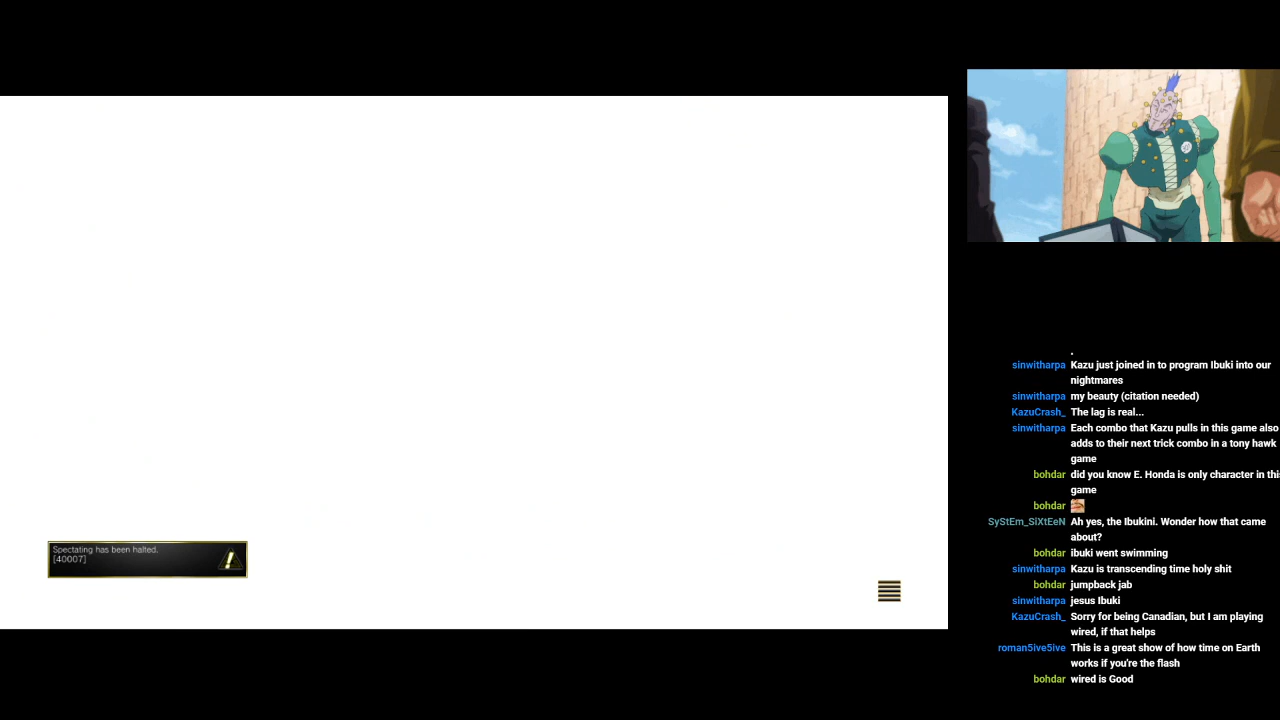 Spectating has been halted.
[40007]
.
sinwitharpa Kazu just joined in to program Ibuki into our
nightmares
sinwitharpa my beauty (citation needed)
KazuCrash_ The lag is real...
sinwitharpa Each combo that Kazu pulls in this game also
adds to their next trick combo in a tony hawk
game
bohdar did you know E. Honda is only character in this
game
bohdar
SyStEm_SiXtEeN Ah yes, the Ibukini. Wonder how that came
about?
bohdar ibuki went swimming
sinwitharpa Kazu is transcending time holy shit
bohdar jumpback jab
sinwitharpa jesus Ibuki
KazuCrash_ Sorry for being Canadian, but I am playing
wired, if that helps
roman5ive5ive This is a great show of how time on Earth
works if you're the flash
bohdar wired is Good